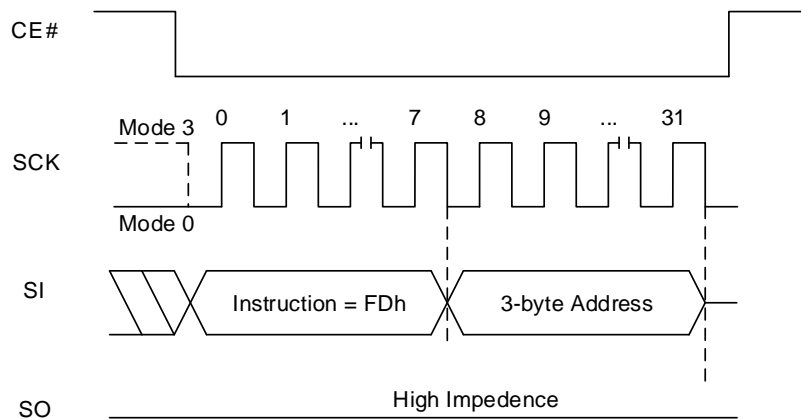 CE#
0 1 ... 7 8 9 ... 31
Mode 3
SCK
Mode 0
SI
Instruction = FDh
3-byte Address
High Impedence
SO